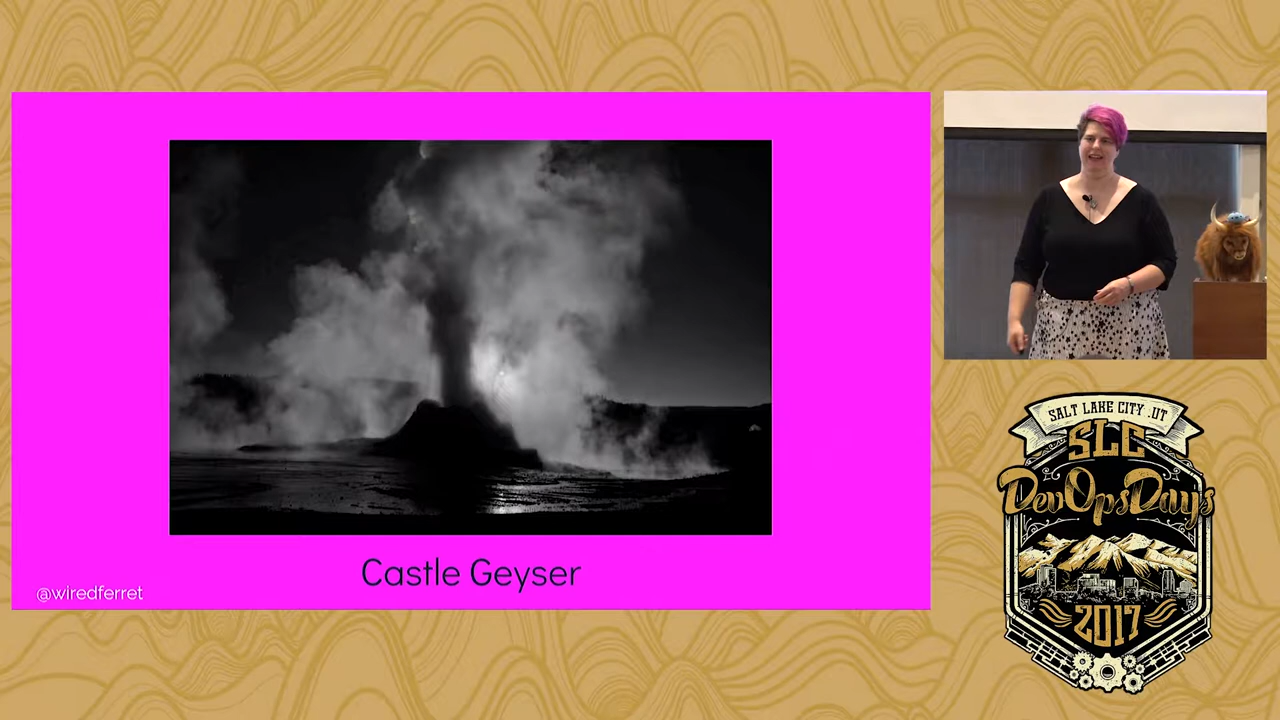 Castle Geyser
@wiredferret
SALT LAKE CITY .UT
SLC
DevOpsDays
2017